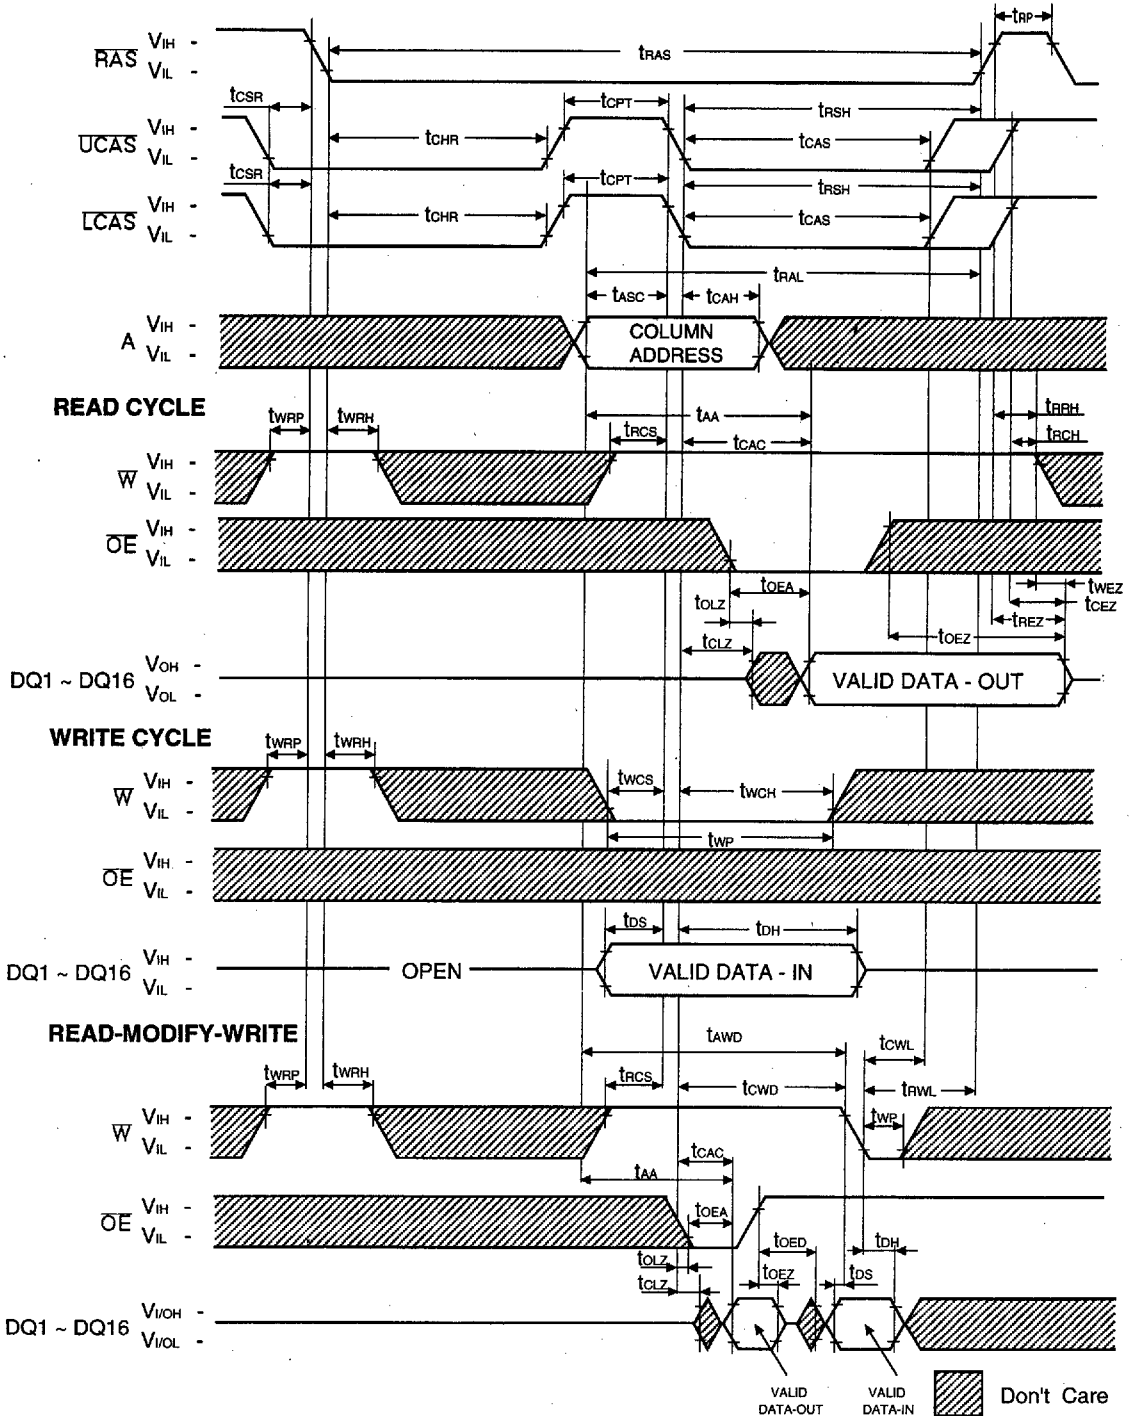 tRP
RAS VIH -
VIL -
tRAS
tCSR
tCPT
tRSH
UCAS VIH -
VIL -
tCHR
tCAS
tCSR
tCPT
tRSH
LCAS VIH -
VIL -
tCHR
tCAS
tRAL
tASC
tCAH
A VIH -
VIL -
COLUMN
ADDRESS
READ CYCLE
tWRP
tWRH
tAA
tRRH
tRCS
tCAC
tRCH
W VIH -
VIL -
OE VIH -
VIL -
tOEA
tWEZ
tOLZ
tCEZ
tREZ
tCLZ
tOEZ
DQ1 ~ DQ16 VOH -
VOL -
VALID DATA - OUT
WRITE CYCLE
tWRP
tWRH
W VIH -
VIL -
tWCS
tWCH
tWP
OE VIH -
VIL -
tDS
tDH
DQ1 ~ DQ16 VIH -
VIL -
OPEN
VALID DATA - IN
READ-MODIFY-WRITE
tAWD
tCWL
tWRP
tWRH
tRCS
tCWD
tRWL
W VIH -
VIL -
tWP
tCAC
tAA
OE VIH -
VIL -
tOEA
tOED
tDH
tOLZ
tCLZ
tOEZ
tDS
DQ1 ~ DQ16 VI/OH -
VI/OL -
VALID
DATA-OUT
VALID
DATA-IN
Don't Care